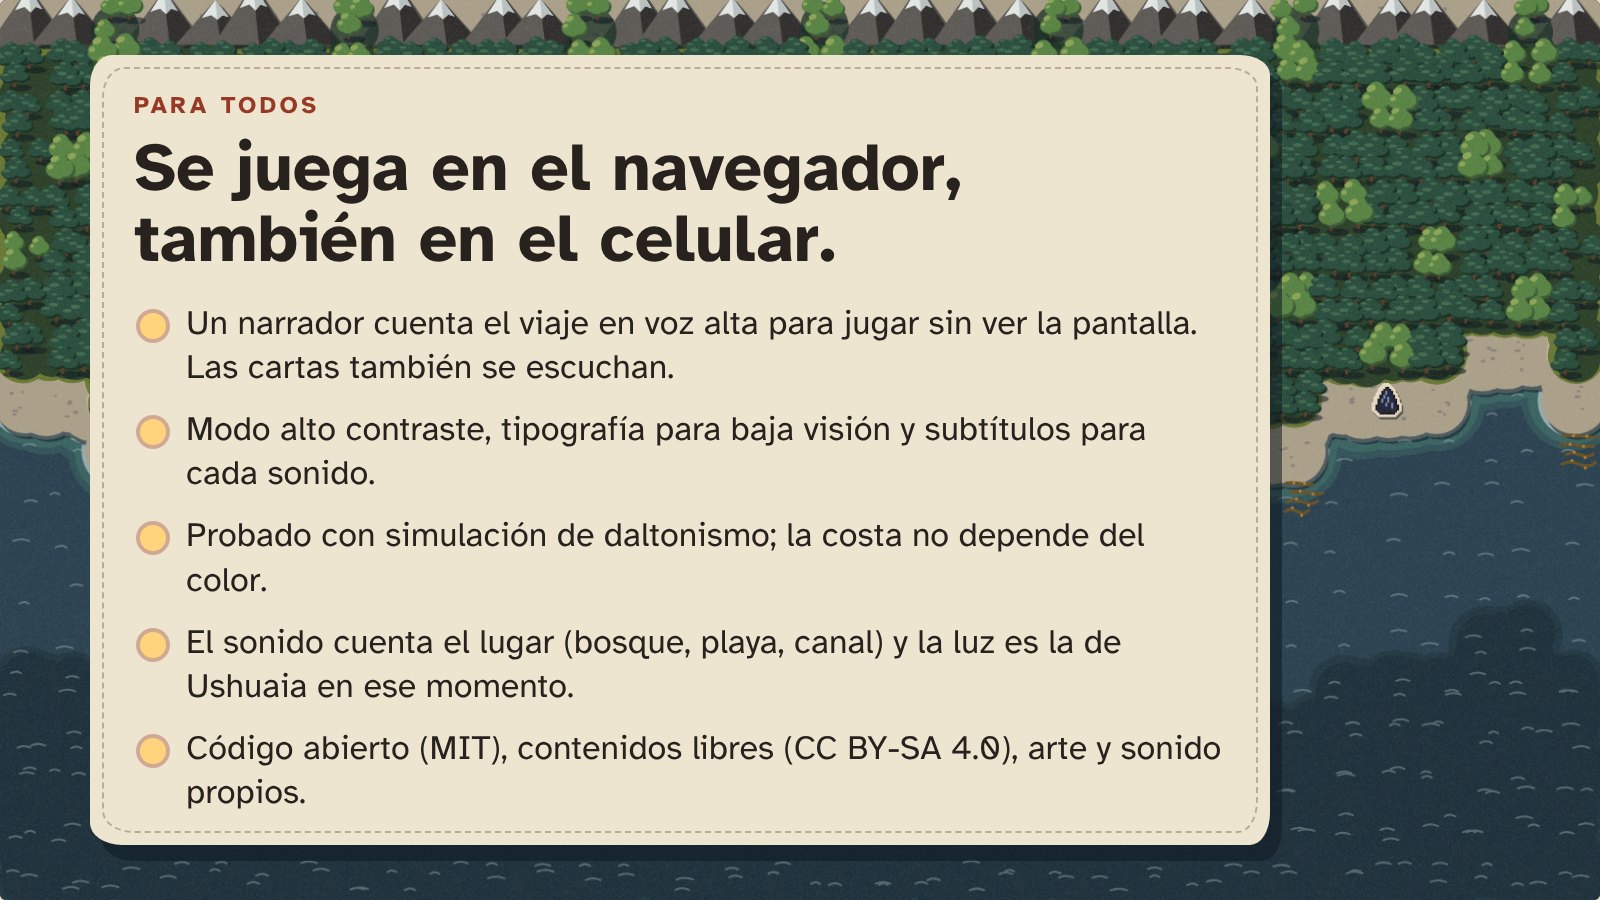 PARA TODOS
Se juega en el navegador,
también en el celular.
Un narrador cuenta el viaje en voz alta para jugar sin ver la pantalla.
Las cartas también se escuchan.
Modo alto contraste, tipografía para baja visión y subtítulos para
cada sonido.
Probado con simulación de daltonismo; la costa no depende del
color.
El sonido cuenta el lugar (bosque, playa, canal) y la luz es la de
Ushuaia en ese momento.
Código abierto (MIT), contenidos libres (CC BY-SA 4.0), arte y sonido
propios.